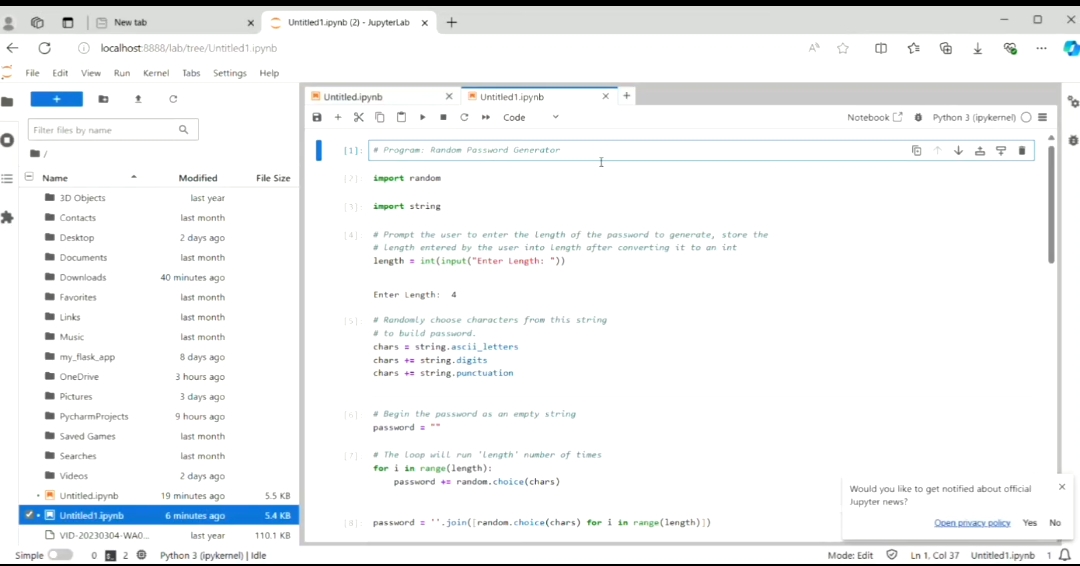 New tab
Untitled1.ipynb (2) - JupyterLab
localhost:8888/lab/tree/Untitled1.ipynb
File Edit View Run Kernel Tabs Settings Help
Untitled.ipynb
Untitled1.ipynb
Code
Notebook
Python 3 (ipykernel)
Filter files by name
/
Name Modified File Size
3D Objects last year
Contacts last month
Desktop 2 days ago
Documents last month
Downloads 40 minutes ago
Favorites last month
Links last month
Music last month
my_flask_app 8 days ago
OneDrive 3 hours ago
Pictures 3 days ago
PycharmProjects 9 hours ago
Saved Games last month
Searches last month
Videos 2 days ago
Untitled.ipynb 19 minutes ago 5.5 KB
Untitled1.ipynb 6 minutes ago 5.4 KB
VID-20230304-WA0... last year 110.1 KB
[1]: # Program: Random Password Generator
[2]: import random
[3]: import string
[4]: # Prompt the user to enter the length of the password to generate, store the
# length entered by the user into length after converting it to an int
length = int(input("Enter Length: "))
Enter Length: 4
[5]: # Randomly choose characters from this string
# to build password.
chars = string.ascii_letters
chars += string.digits
chars += string.punctuation
[6]: # Begin the password as an empty string
password = ""
[7]: # The loop will run 'length' number of times
for i in range(length):
password += random.choice(chars)
[8]: password = ''.join([random.choice(chars) for i in range(length)])
Would you like to get notified about official
Jupyter news?
Open privacy policy Yes No
Simple 0 2 Python 3 (ipykernel) | Idle
Mode: Edit Ln 1, Col 37 Untitled1.ipynb 1